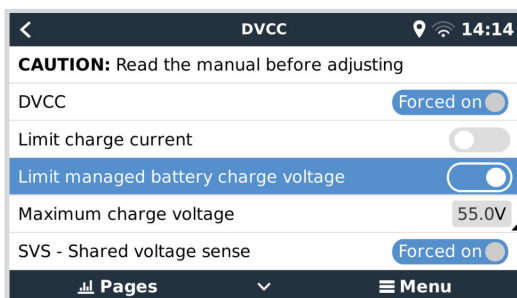 DVCC 14:14
CAUTION: Read the manual before adjusting
DVCC Forced on
Limit charge current
Limit managed battery charge voltage
Maximum charge voltage 55.0V
SVS - Shared voltage sense Forced on
Pages Menu